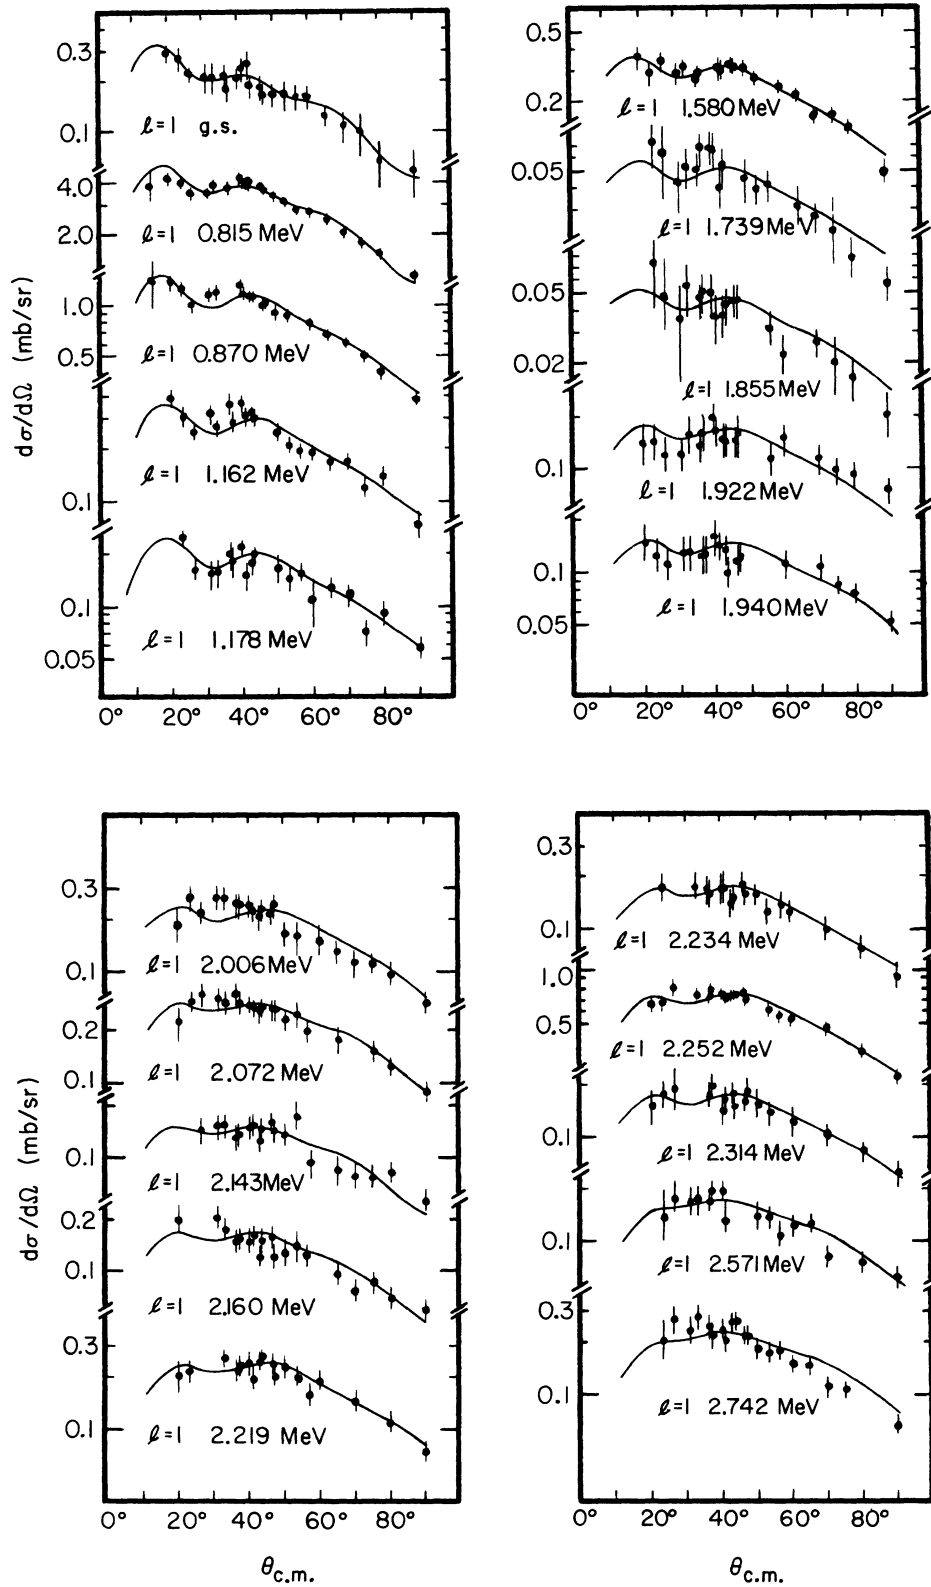 dσ/dΩ (mb/sr)
0.3
0.1
ℓ=1 g.s.
4.0
2.0
ℓ=1 0.815 MeV
1.0
0.5
ℓ=1 0.870 MeV
ℓ=1 1.162 MeV
0.1
0.1
0.05
ℓ=1 1.178 MeV
0° 20° 40° 60° 80°
0.5
0.2
ℓ=1 1.580 MeV
0.05
ℓ=1 1.739 MeV
0.05
0.02
ℓ=1 1.855 MeV
0.1
ℓ=1 1.922 MeV
0.1
0.05
ℓ=1 1.940 MeV
0° 20° 40° 60° 80°
dσ/dΩ (mb/sr)
0.3
0.1
ℓ=1 2.006 MeV
0.2
0.1
ℓ=1 2.072 MeV
0.1
ℓ=1 2.143 MeV
0.2
0.1
ℓ=1 2.160 MeV
0.3
0.1
ℓ=1 2.219 MeV
0° 20° 40° 60° 80°
θc.m.
0.3
0.1
ℓ=1 2.234 MeV
1.0
0.5
ℓ=1 2.252 MeV
0.1
ℓ=1 2.314 MeV
0.1
ℓ=1 2.571 MeV
0.3
0.1
ℓ=1 2.742 MeV
0° 20° 40° 60° 80°
θc.m.